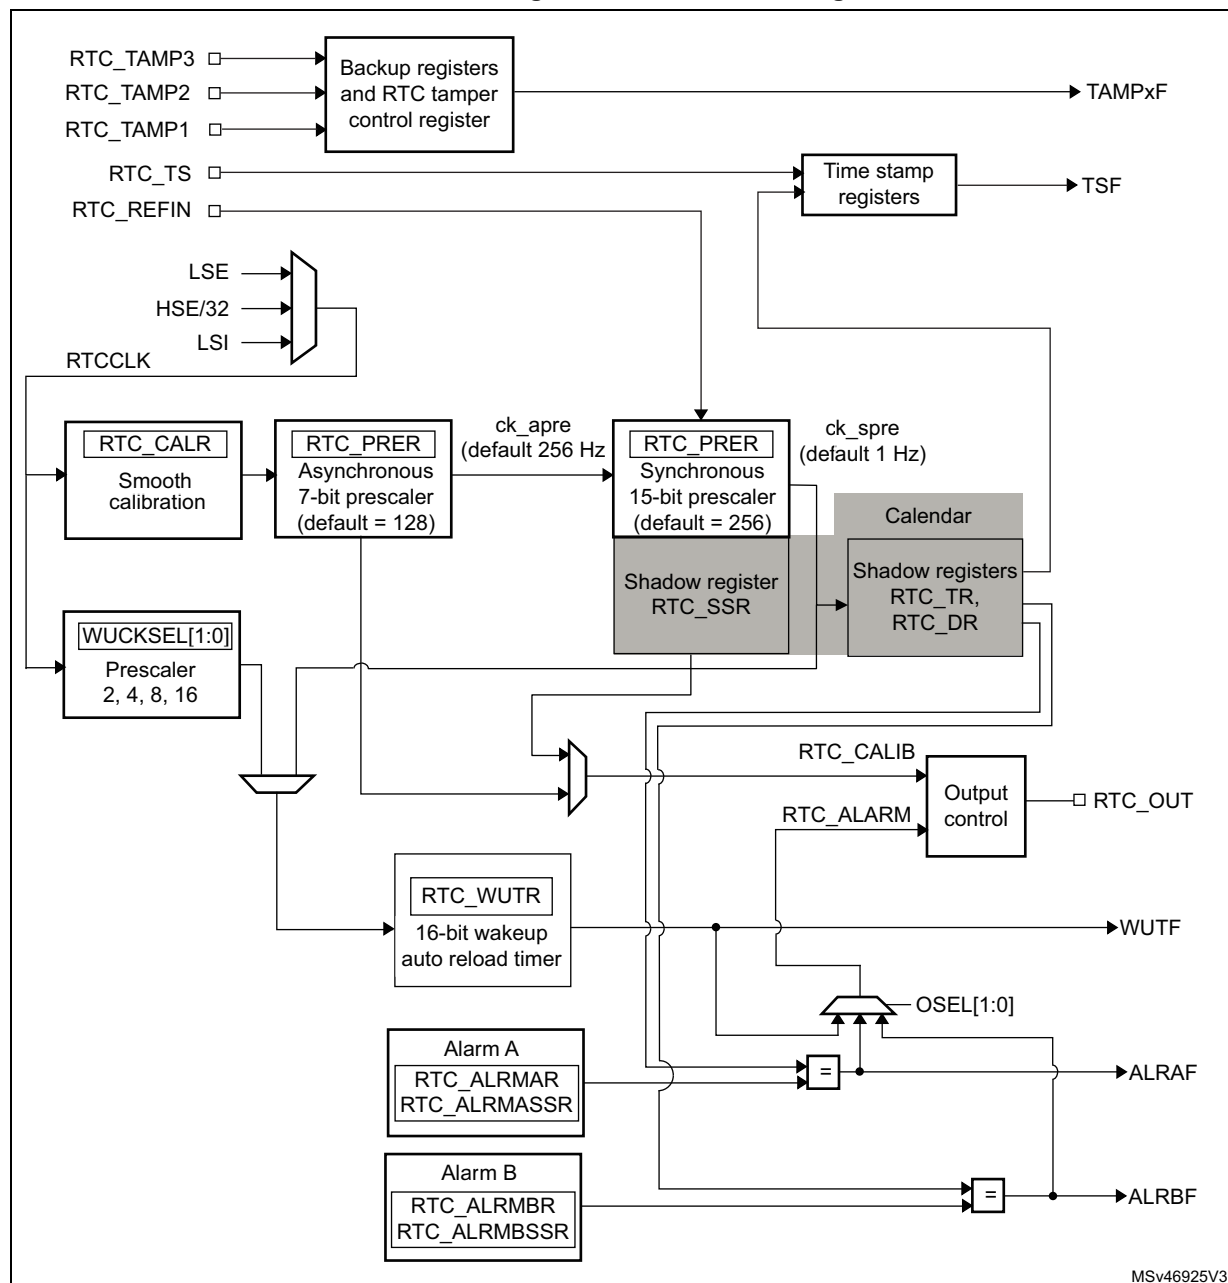 RTC_TAMP3
RTC_TAMP2
RTC_TAMP1
Backup registers
and RTC tamper
control register
TAMPxF
RTC_TS
RTC_REFIN
Time stamp
registers
TSF
LSE
HSE/32
LSI
RTCCLK
RTC_CALR
Smooth
calibration
RTC_PRER
Asynchronous
7-bit prescaler
(default = 128)
ck_apre
(default 256 Hz
RTC_PRER
Synchronous
15-bit prescaler
(default = 256)
ck_spre
(default 1 Hz)
Calendar
Shadow register
RTC_SSR
Shadow registers
RTC_TR,
RTC_DR
WUCKSEL[1:0]
Prescaler
2, 4, 8, 16
RTC_CALIB
RTC_ALARM
Output
control
RTC_OUT
RTC_WUTR
16-bit wakeup
auto reload timer
WUTF
OSEL[1:0]
Alarm A
RTC_ALRMAR
RTC_ALRMASSR
=
ALRAF
Alarm B
RTC_ALRMBR
RTC_ALRMBSSR
=
ALRBF
MSv46925V3